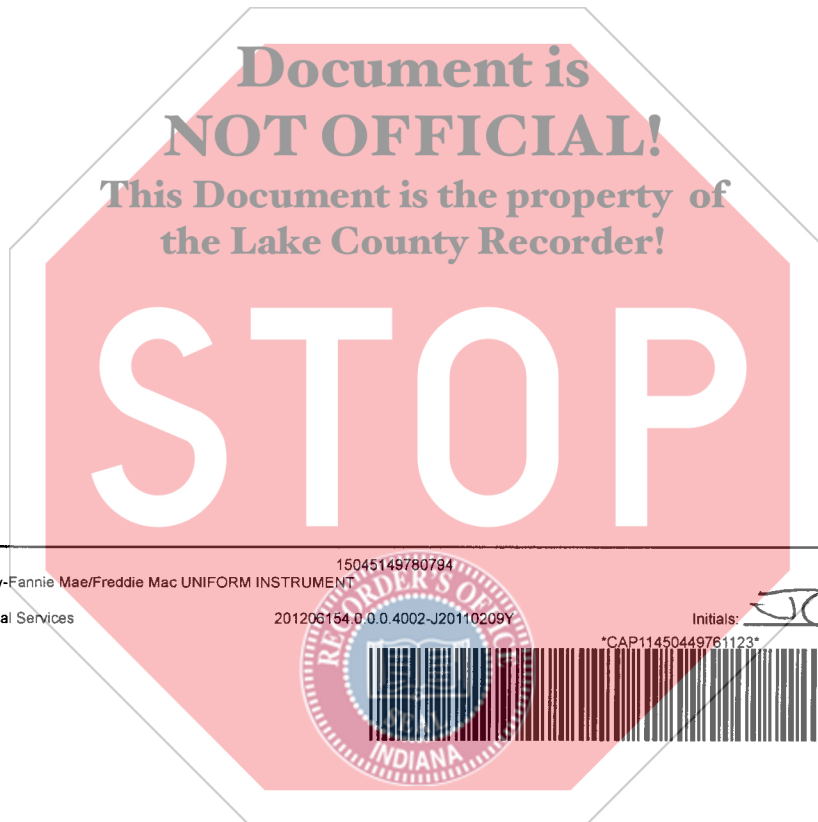 Document is
NOT OFFICIAL!
This Document is the property of
the Lake County Recorder!
STOP
15045149780794
y-Fannie Mae/Freddie Mac UNIFORM INSTRUMENT
al Services 201206154.0.0.0.4002-J20110209Y Initials:
*CAP11450449761123*
RECORDER'S OFFICE
SEAL
INDIANA